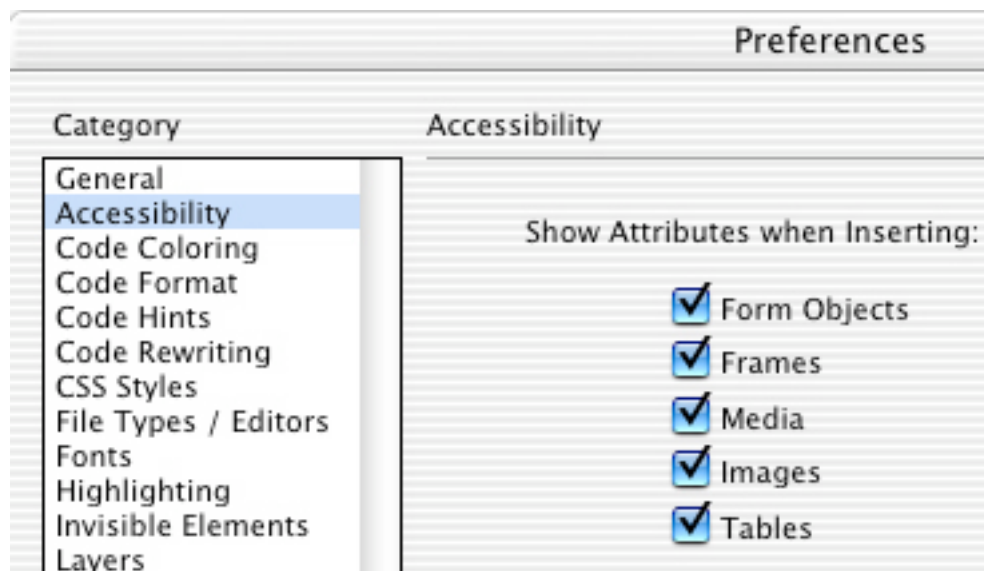 Preferences
Category
General
Accessibility
Code Coloring
Code Format
Code Hints
Code Rewriting
CSS Styles
File Types / Editors
Fonts
Highlighting
Invisible Elements
Layers
Accessibility
Show Attributes when Inserting:
Form Objects
Frames
Media
Images
Tables